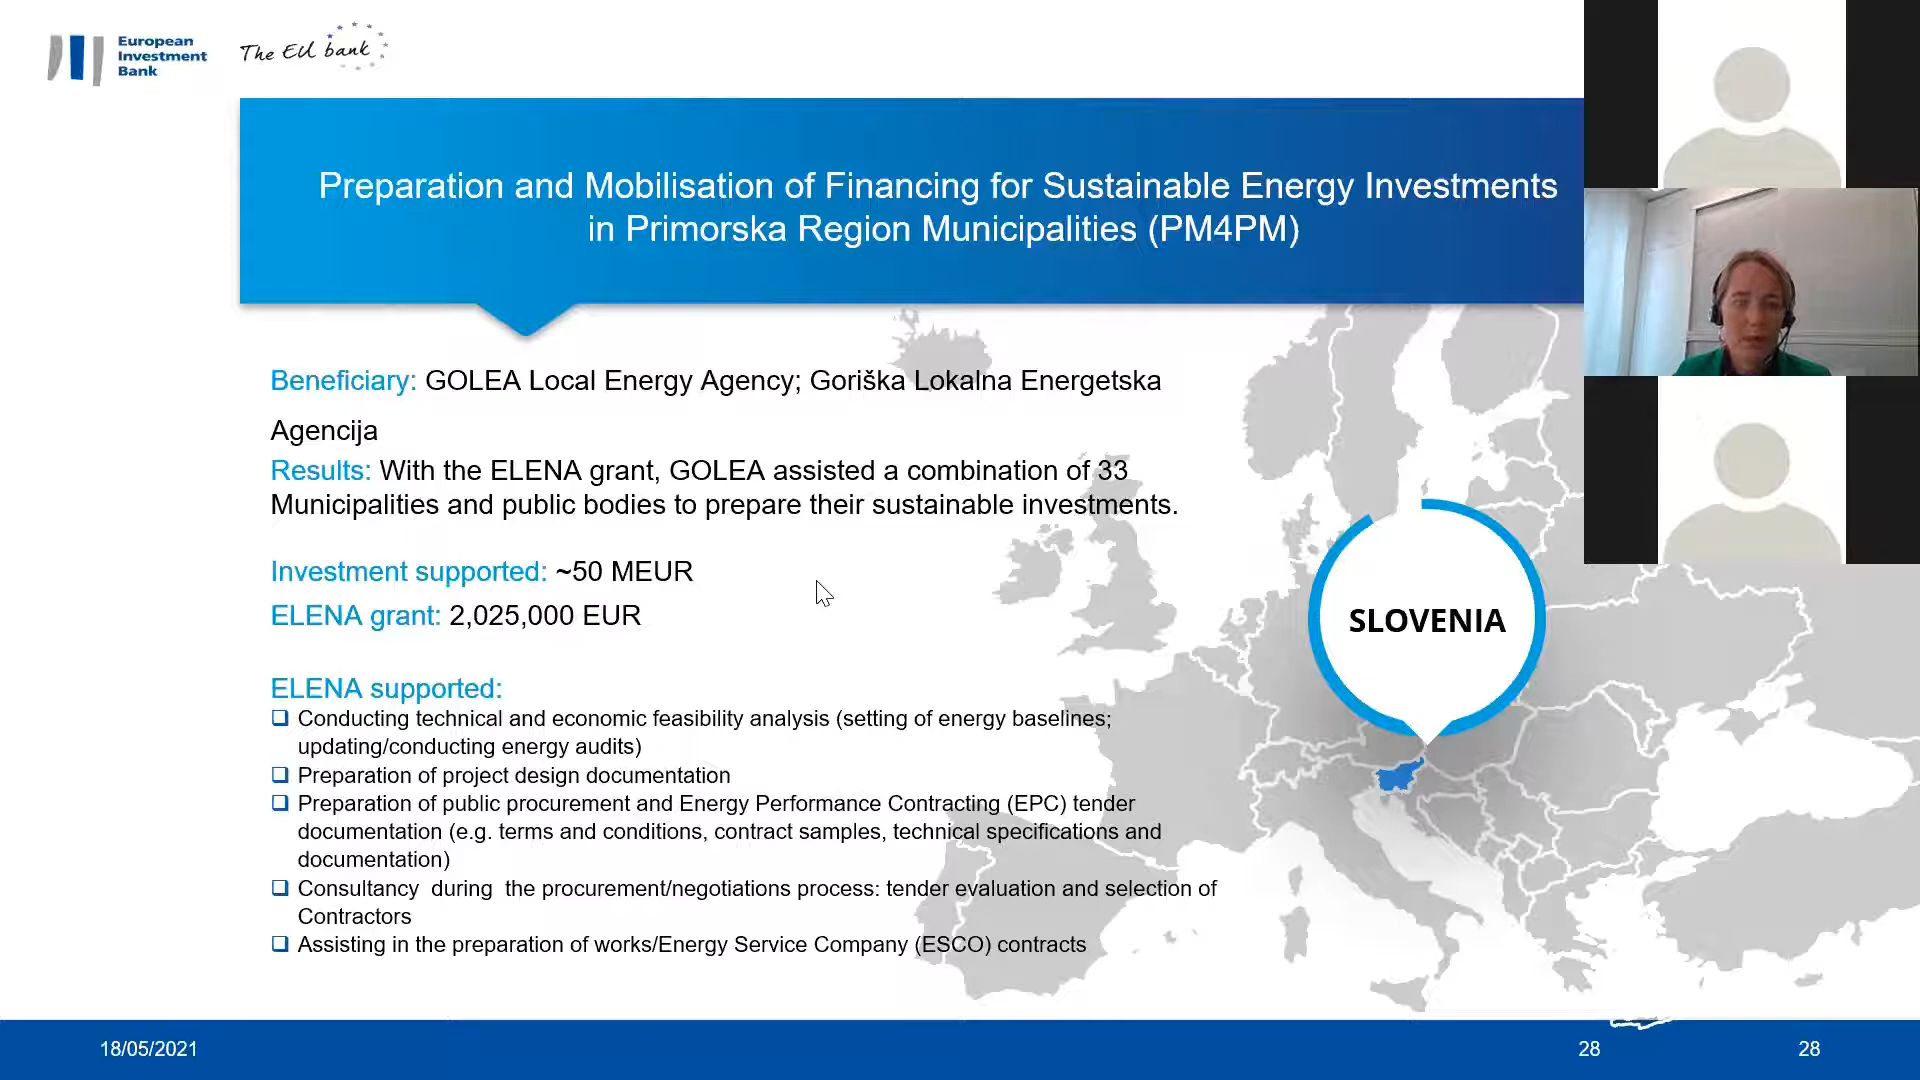 European
Investment
Bank
The EU bank
Preparation and Mobilisation of Financing for Sustainable Energy Investments
in Primorska Region Municipalities (PM4PM)
Beneficiary: GOLEA Local Energy Agency; Goriška Lokalna Energetska
Agencija
Results: With the ELENA grant, GOLEA assisted a combination of 33
Municipalities and public bodies to prepare their sustainable investments.
Investment supported: ~50 MEUR
ELENA grant: 2,025,000 EUR
ELENA supported:
❑ Conducting technical and economic feasibility analysis (setting of energy baselines;
updating/conducting energy audits)
❑ Preparation of project design documentation
❑ Preparation of public procurement and Energy Performance Contracting (EPC) tender
documentation (e.g. terms and conditions, contract samples, technical specifications and
documentation)
❑ Consultancy during the procurement/negotiations process: tender evaluation and selection of
Contractors
❑ Assisting in the preparation of works/Energy Service Company (ESCO) contracts
SLOVENIA
18/05/2021
28
28